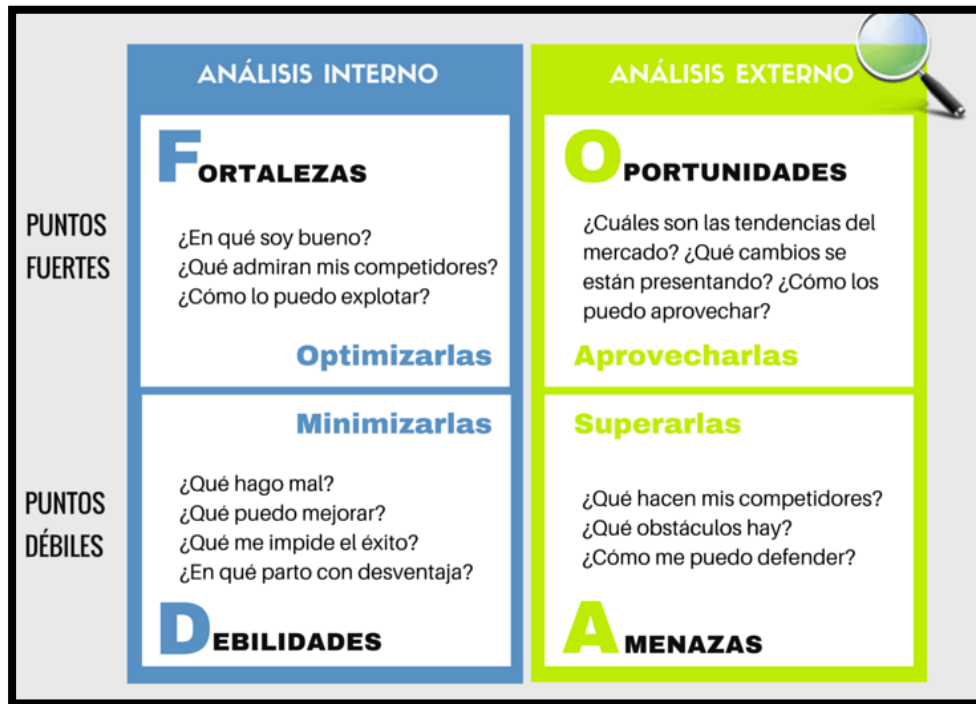 ANÁLISIS INTERNO
PUNTOS
FUERTES
FORTALEZAS
¿En qué soy bueno?
¿Qué admiran mis competidores?
¿Cómo lo puedo explotar?
Optimizarlas
ANÁLISIS EXTERNO
OPORTUNIDADES
¿Cuáles son las tendencias del
mercado? ¿Qué cambios se
están presentando? ¿Cómo los
puedo aprovechar?
Aprovecharlas
PUNTOS
DÉBILES
Minimizarlas
¿Qué hago mal?
¿Qué puedo mejorar?
¿Qué me impide el éxito?
¿En qué parto con desventaja?
DEBILIDADES
Superarlas
¿Qué hacen mis competidores?
¿Qué obstáculos hay?
¿Cómo me puedo defender?
AMENAZAS